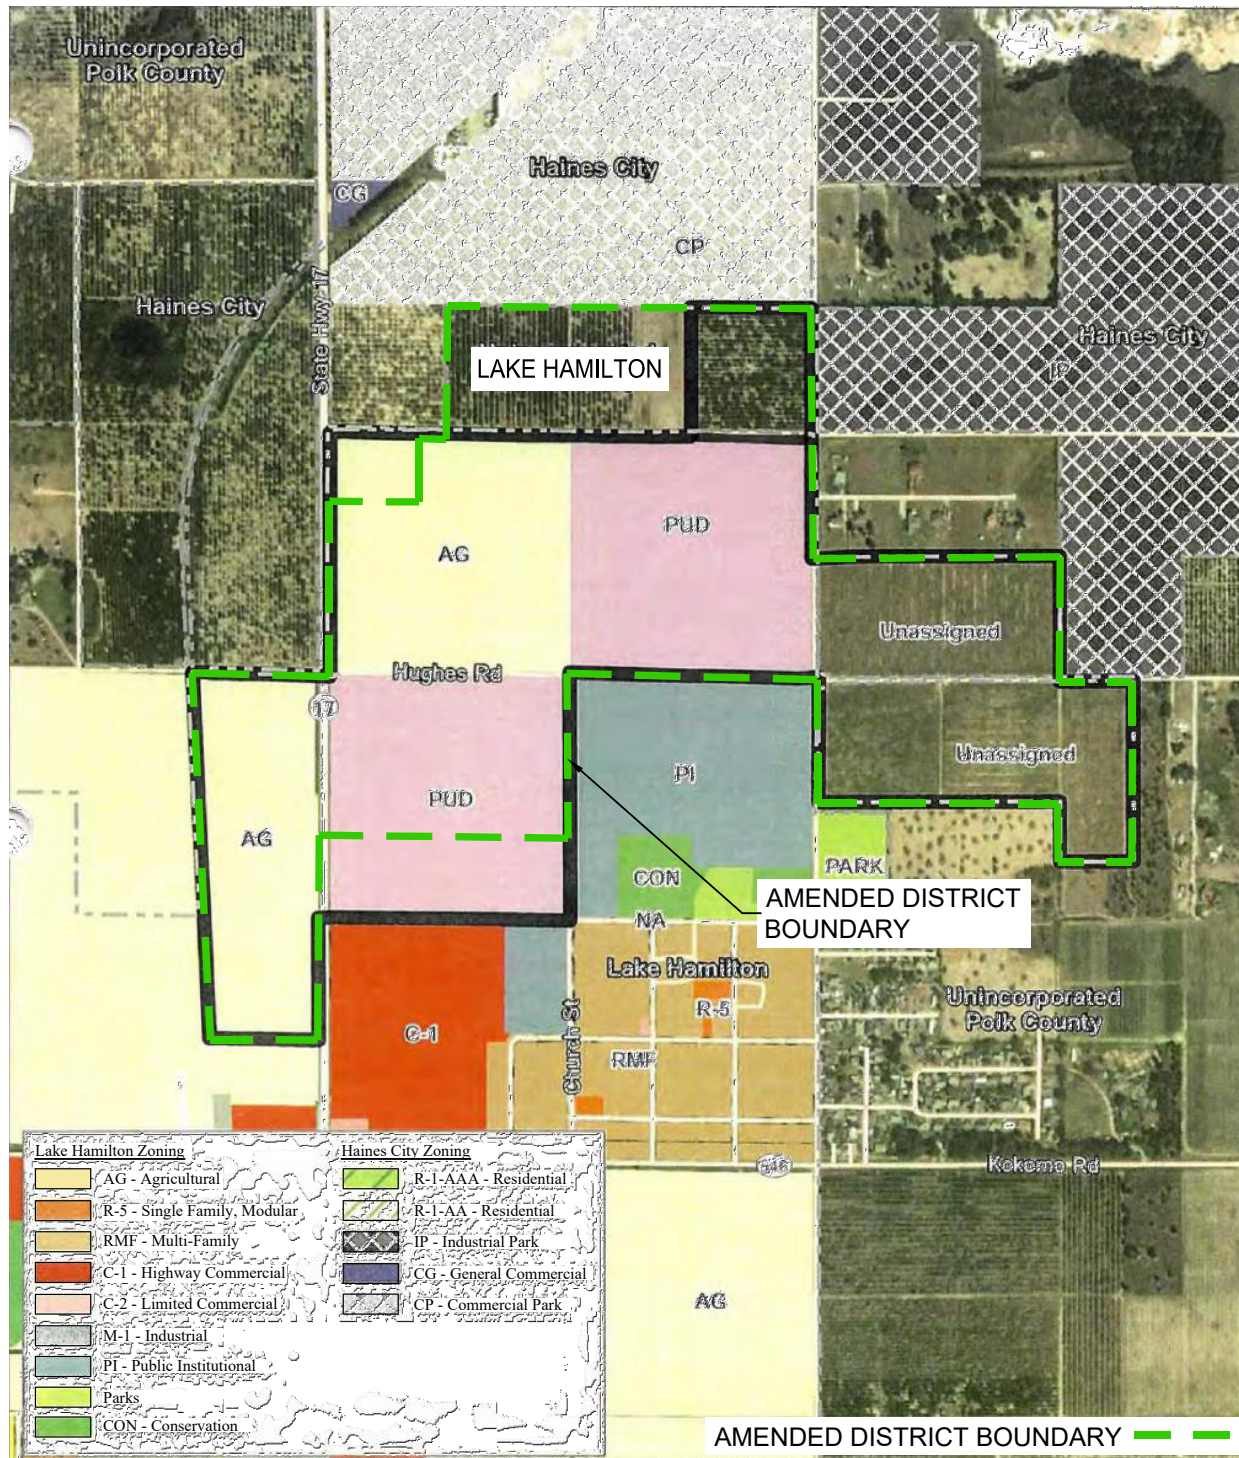 Unincorporated
Polk County
Haines City
CG
CP
Haines City
State Hwy 17
Haines City
IP
LAKE HAMILTON
PUD
AG
Unassigned
Hughes Rd
17
Unassigned
PI
PUD
AG
PARK
CON
AMENDED DISTRICT
BOUNDARY
NA
Lake Hamilton
R-5
Unincorporated
Polk County
C-1
Church St
RMF
546
Kokomo Rd
AG
Lake Hamilton Zoning
AG - Agricultural
R-5 - Single Family, Modular
RMF - Multi-Family
C-1 - Highway Commercial
C-2 - Limited Commercial
M-1 - Industrial
PI - Public Institutional
Parks
CON - Conservation
Haines City Zoning
R-1-AAA - Residential
R-1-AA - Residential
IP - Industrial Park
CG - General Commercial
CP - Commercial Park
AMENDED DISTRICT BOUNDARY